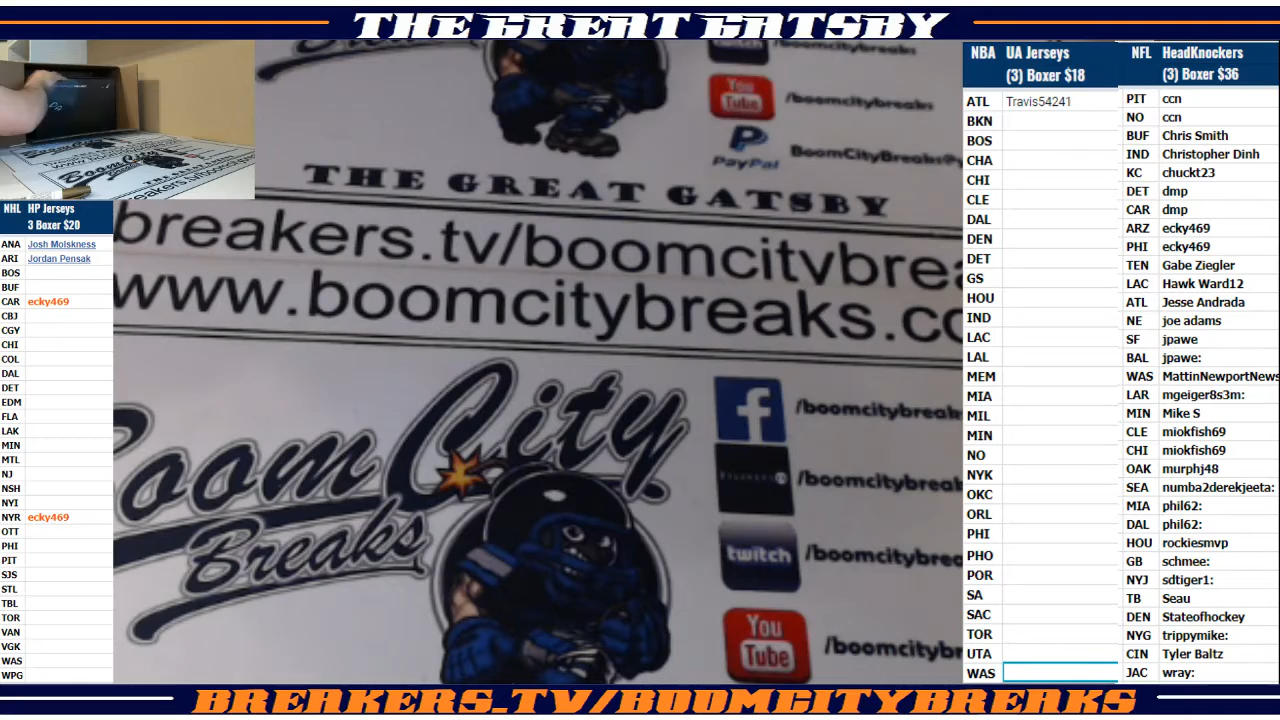 THE GREAT GATSBY
twitch /boomcitybreaks
You Tube /boomcitybreaks
PayPal BoomCityBreaks@
THE GREAT GATSBY
breakers.tv/boomcitybrea
www.boomcitybreaks.co
Boom City Breaks
/boomcitybreak
/boomcitybreak
twitch /boomcitybrea
You Tube /boomcitybrea
NHL HP Jerseys
3 Boxer $20
ANA Josh Molskness
ARI Jordan Pensak
BOS
BUF
CAR ecky469
CBJ
CGY
CHI
COL
DAL
DET
EDM
FLA
LAK
MIN
MTL
NJ
NSH
NYI
NYR ecky469
OTT
PHI
PIT
SJS
STL
TBL
TOR
VAN
VGK
WAS
WPG
NBA UA Jerseys
(3) Boxer $18
ATL Travis54241
BKN
BOS
CHA
CHI
CLE
DAL
DEN
DET
GS
HOU
IND
LAC
LAL
MEM
MIA
MIL
MIN
NO
NYK
OKC
ORL
PHI
PHO
POR
SA
SAC
TOR
UTA
WAS
NFL HeadKnockers
(3) Boxer $36
PIT ccn
NO ccn
BUF Chris Smith
IND Christopher Dinh
KC chuckt23
DET dmp
CAR dmp
ARZ ecky469
PHI ecky469
TEN Gabe Ziegler
LAC Hawk Ward12
ATL Jesse Andrada
NE joe adams
SF jpawe
BAL jpawe:
WAS MattinNewportNews
LAR mgeiger8s3m:
MIN Mike S
CLE miokfish69
CHI miokfish69
OAK murphj48
SEA numba2derekjeeta:
MIA phil62:
DAL phil62:
HOU rockiesmvp
GB schmee:
NYJ sdtiger1:
TB Seau
DEN Stateofhockey
NYG trippymike:
CIN Tyler Baltz
JAC wray:
BREAKERS.TV/BOOMCITYBREAKS